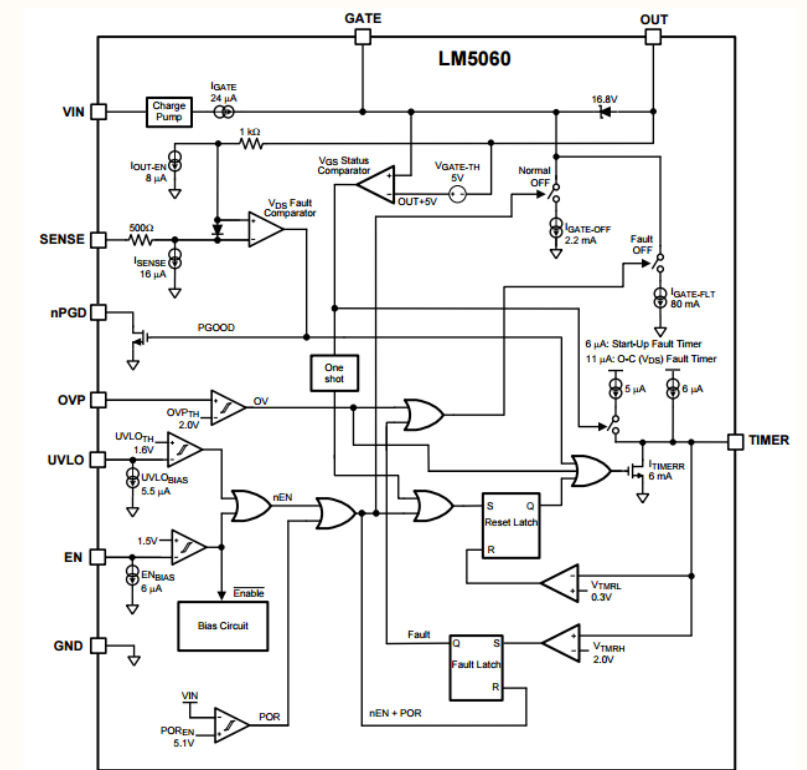 GATE
OUT
LM5060
IGATE
24 µA
16.8V
VIN
Charge
Pump
1 kΩ
IOUT-EN
8 µA
VGS Status
Comparator
VGATE-TH
5V
Normal
OFF
OUT+5V
VDS Fault
Comparator
500Ω
SENSE
ISENSE
16 µA
IGATE-OFF
2.2 mA
Fault
OFF
IGATE-FLT
80 mA
nPGD
PGOOD
6 µA: Start-Up Fault Timer
11 µA: O-C (VDS) Fault Timer
One
shot
5 µA
6 µA
OVP
OV
OVPTH
2.0V
UVLOTH
1.6V
TIMER
UVLO
UVLOBIAS
5.5 µA
ITIMERR
6 mA
nEN
S
Q
Reset Latch
R
1.5V
EN
ENBIAS
6 µA
Enable
VTMRL
0.3V
Bias Circuit
GND
Fault
Q
S
Fault Latch
R
VTMRH
2.0V
VIN
POR
nEN + POR
POREN
5.1V